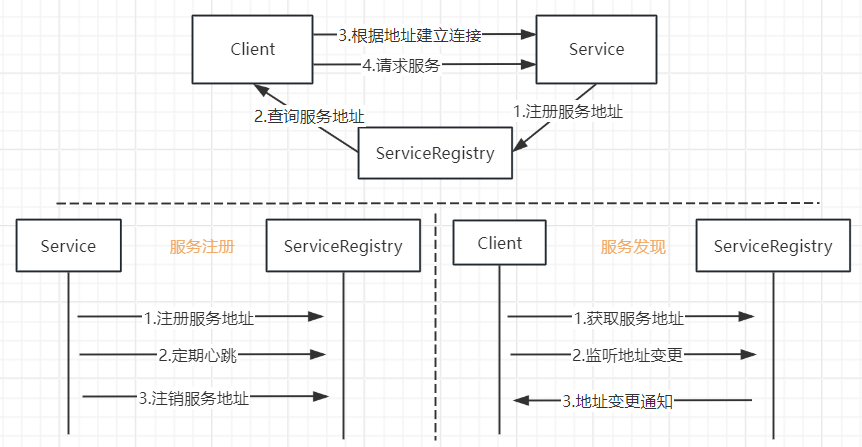 Client
3.根据地址建立连接
Service
4.请求服务
2.查询服务地址
1.注册服务地址
ServiceRegistry
Service
服务注册
ServiceRegistry
1.注册服务地址
2.定期心跳
3.注销服务地址
Client
服务发现
ServiceRegistry
1.获取服务地址
2.监听地址变更
3.地址变更通知